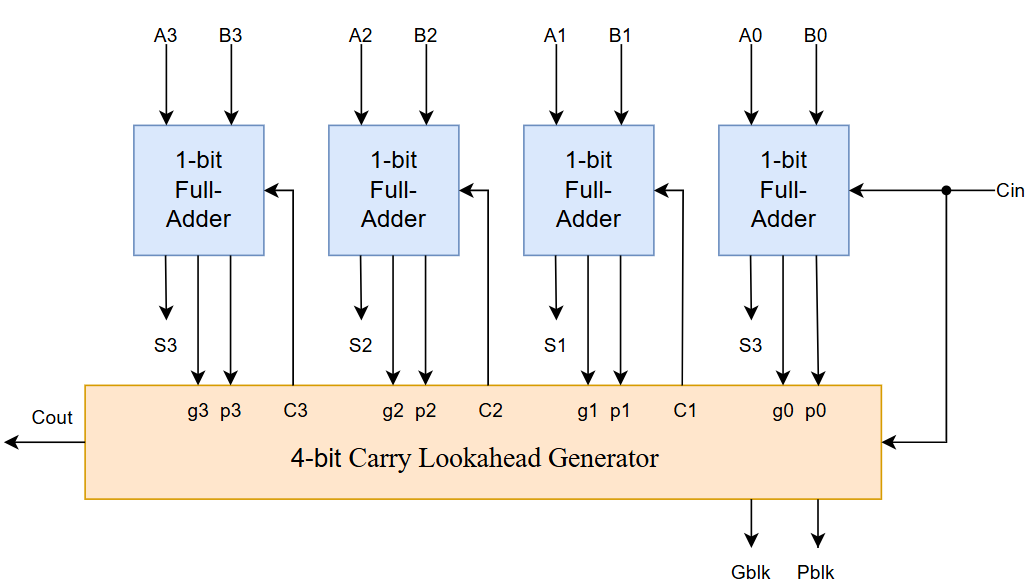 A3 B3 A2 B2 A1 B1 A0 B0
1-bit
Full-
Adder
1-bit
Full-
Adder
1-bit
Full-
Adder
1-bit
Full-
Adder
Cin
S3 S2 S1 S3
g3 p3 C3 g2 p2 C2 g1 p1 C1 g0 p0
Cout
4-bit Carry Lookahead Generator
Gblk Pblk